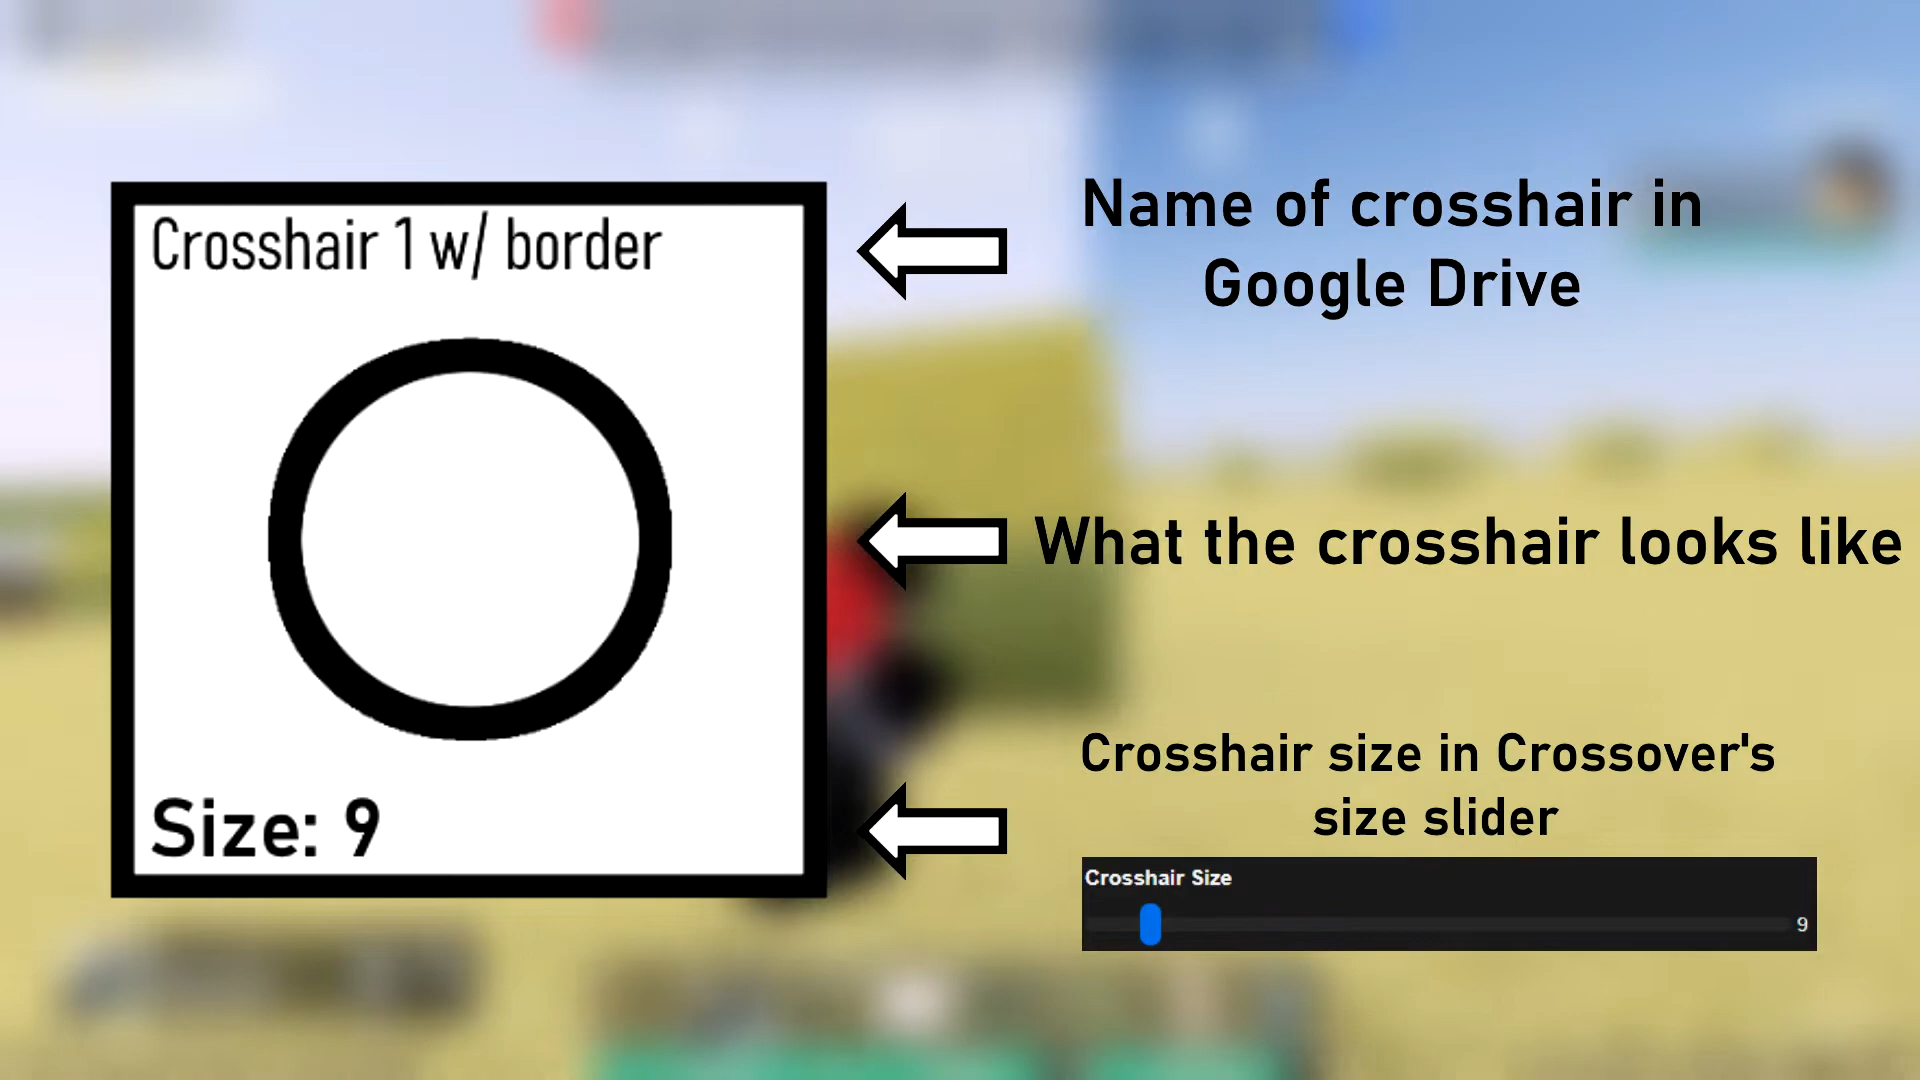 Crosshair 1 w/ border
Size: 9
Name of crosshair in
Google Drive
What the crosshair looks like
Crosshair size in Crossover's
size slider
Crosshair Size
9